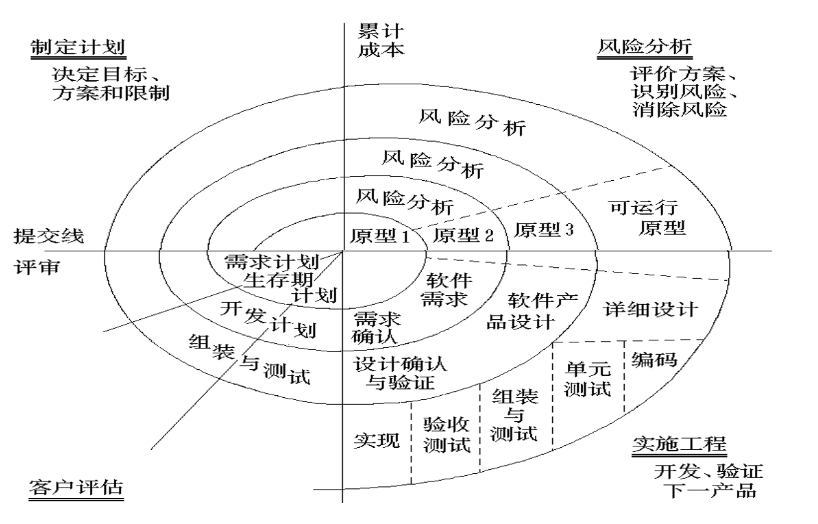 累计
成本
制定计划
决定目标、
方案和限制
风险分析
评价方案、
识别风险、
消除风险
风险分析
风险分析
风险分析
可运行
原型
原型3
原型2
原型1
提交线
评审
需求计划
生存期
计划
软件
需求
开发计划
需求
确认
软件产
品设计
详细设计
组装与测试
设计确认
与验证
单元
测试
编码
组装
与
测试
验收
测试
实现
实施工程
开发、验证
下一产品
客户评估